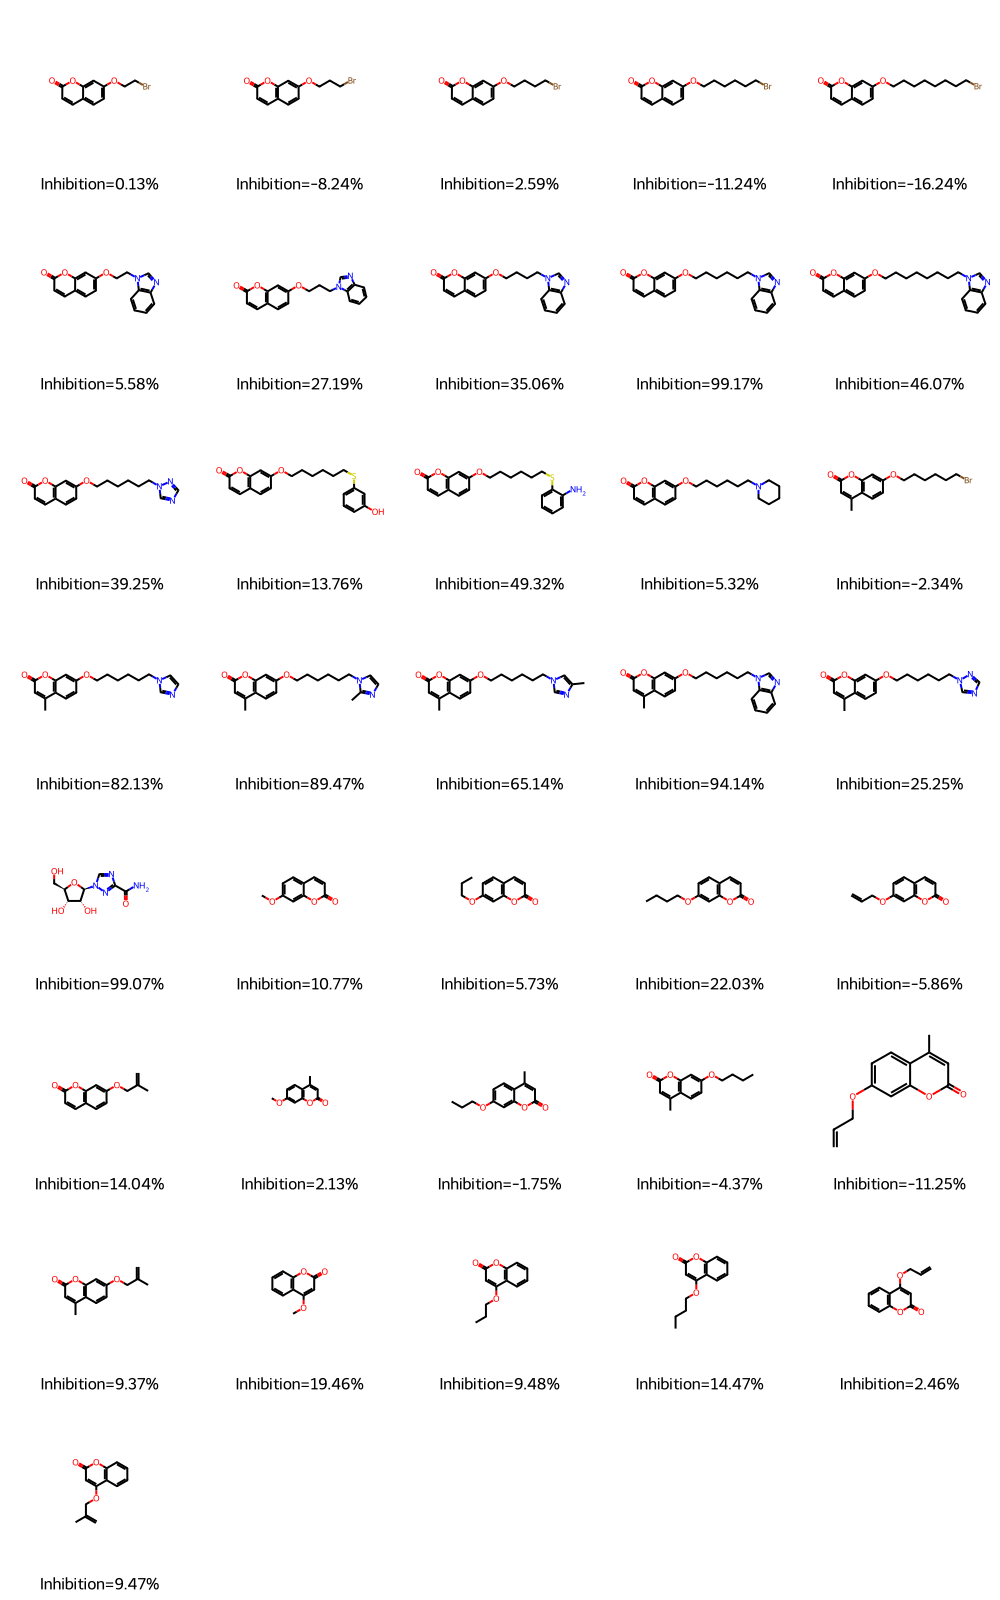 Inhibition=0.13% Inhibition=-8.24% Inhibition=2.59% Inhibition=-11.24% Inhibition=-16.24%
Inhibition=5.58% Inhibition=27.19% Inhibition=35.06% Inhibition=99.17% Inhibition=46.07%
Inhibition=39.25% Inhibition=13.76% Inhibition=49.32% Inhibition=5.32% Inhibition=-2.34%
Inhibition=82.13% Inhibition=89.47% Inhibition=65.14% Inhibition=94.14% Inhibition=25.25%
Inhibition=99.07% Inhibition=10.77% Inhibition=5.73% Inhibition=22.03% Inhibition=-5.86%
Inhibition=14.04% Inhibition=2.13% Inhibition=-1.75% Inhibition=-4.37% Inhibition=-11.25%
Inhibition=9.37% Inhibition=19.46% Inhibition=9.48% Inhibition=14.47% Inhibition=2.46%
Inhibition=9.47%